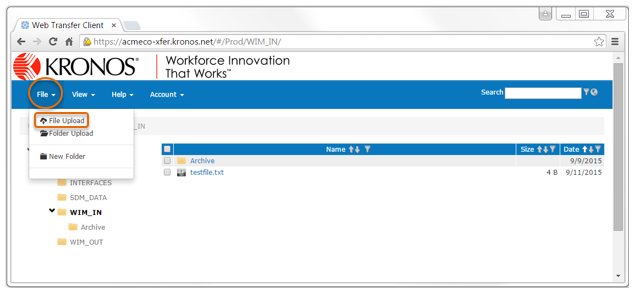 Web Transfer Client
https://acmeco-xfer.kronos.net/#/Prod/WIM_IN/
KRONOS®
Workforce Innovation
That Works™
File View Help Account Search
File Upload
Folder Upload
_IN
New Folder
Name Size Date
Archive 9/9/2015
testfile.txt 4 B 9/11/2015
INTERFACES
SDM_DATA
WIM_IN
Archive
WIM_OUT